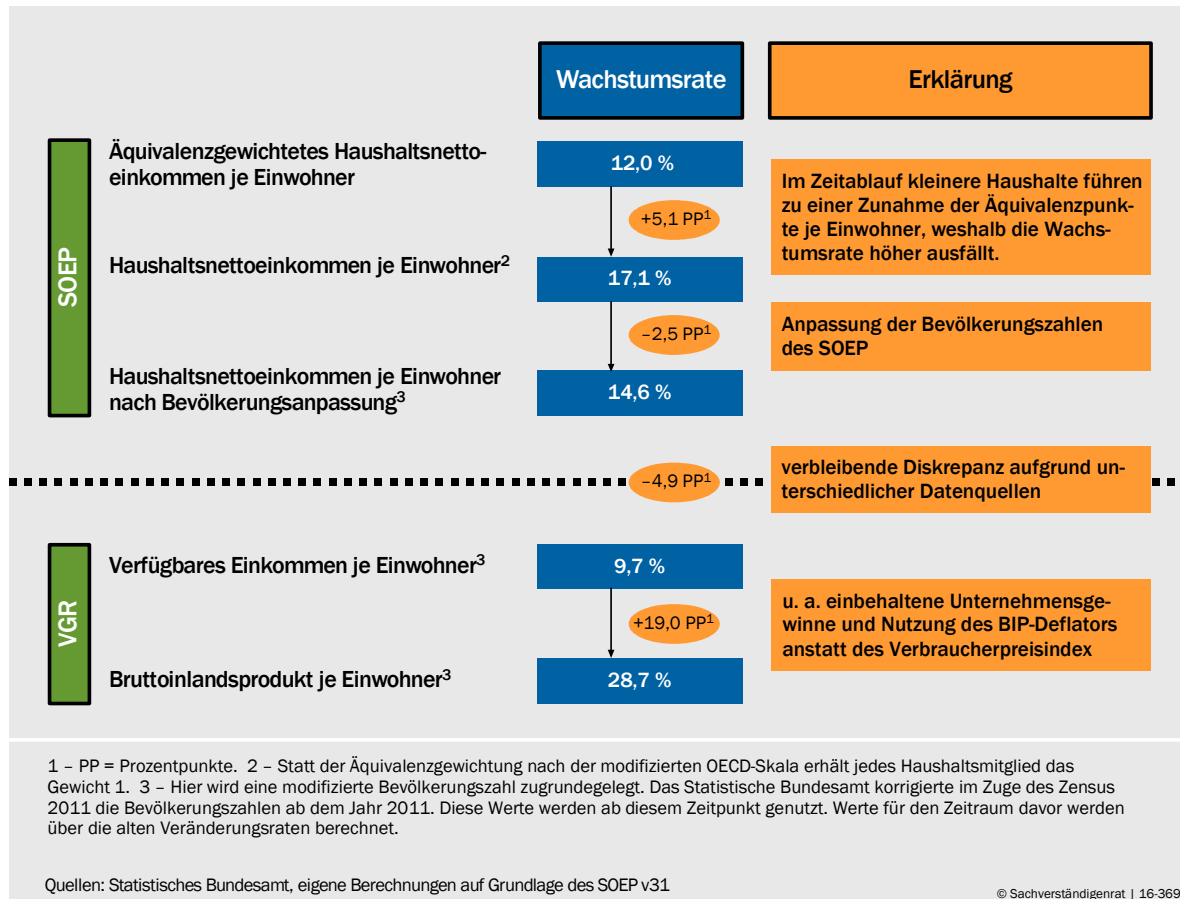 Wachstumsrate
Erklärung
SOEP
Äquivalenzgewichtetes Haushaltsnetto-
einkommen je Einwohner
12,0 %
+5,1 PP¹
Im Zeitablauf kleinere Haushalte führen
zu einer Zunahme der Äquivalenzpunk-
te je Einwohner, weshalb die Wachs-
tumsrate höher ausfällt.
Haushaltsnettoeinkommen je Einwohner²
17,1 %
–2,5 PP¹
Anpassung der Bevölkerungszahlen
des SOEP
Haushaltsnettoeinkommen je Einwohner
nach Bevölkerungsanpassung³
14,6 %
–4,9 PP¹
verbleibende Diskrepanz aufgrund un-
terschiedlicher Datenquellen
VGR
Verfügbares Einkommen je Einwohner³
9,7 %
+19,0 PP¹
u. a. einbehaltene Unternehmensge-
winne und Nutzung des BIP-Deflators
anstatt des Verbraucherpreisindex
Bruttoinlandsprodukt je Einwohner³
28,7 %
1 – PP = Prozentpunkte. 2 – Statt der Äquivalenzgewichtung nach der modifizierten OECD-Skala erhält jedes Haushaltsmitglied das
Gewicht 1. 3 – Hier wird eine modifizierte Bevölkerungszahl zugrundegelegt. Das Statistische Bundesamt korrigierte im Zuge des Zensus
2011 die Bevölkerungszahlen ab dem Jahr 2011. Diese Werte werden ab diesem Zeitpunkt genutzt. Werte für den Zeitraum davor werden
über die alten Veränderungsraten berechnet.
Quellen: Statistisches Bundesamt, eigene Berechnungen auf Grundlage des SOEP v31
© Sachverständigenrat | 16-369